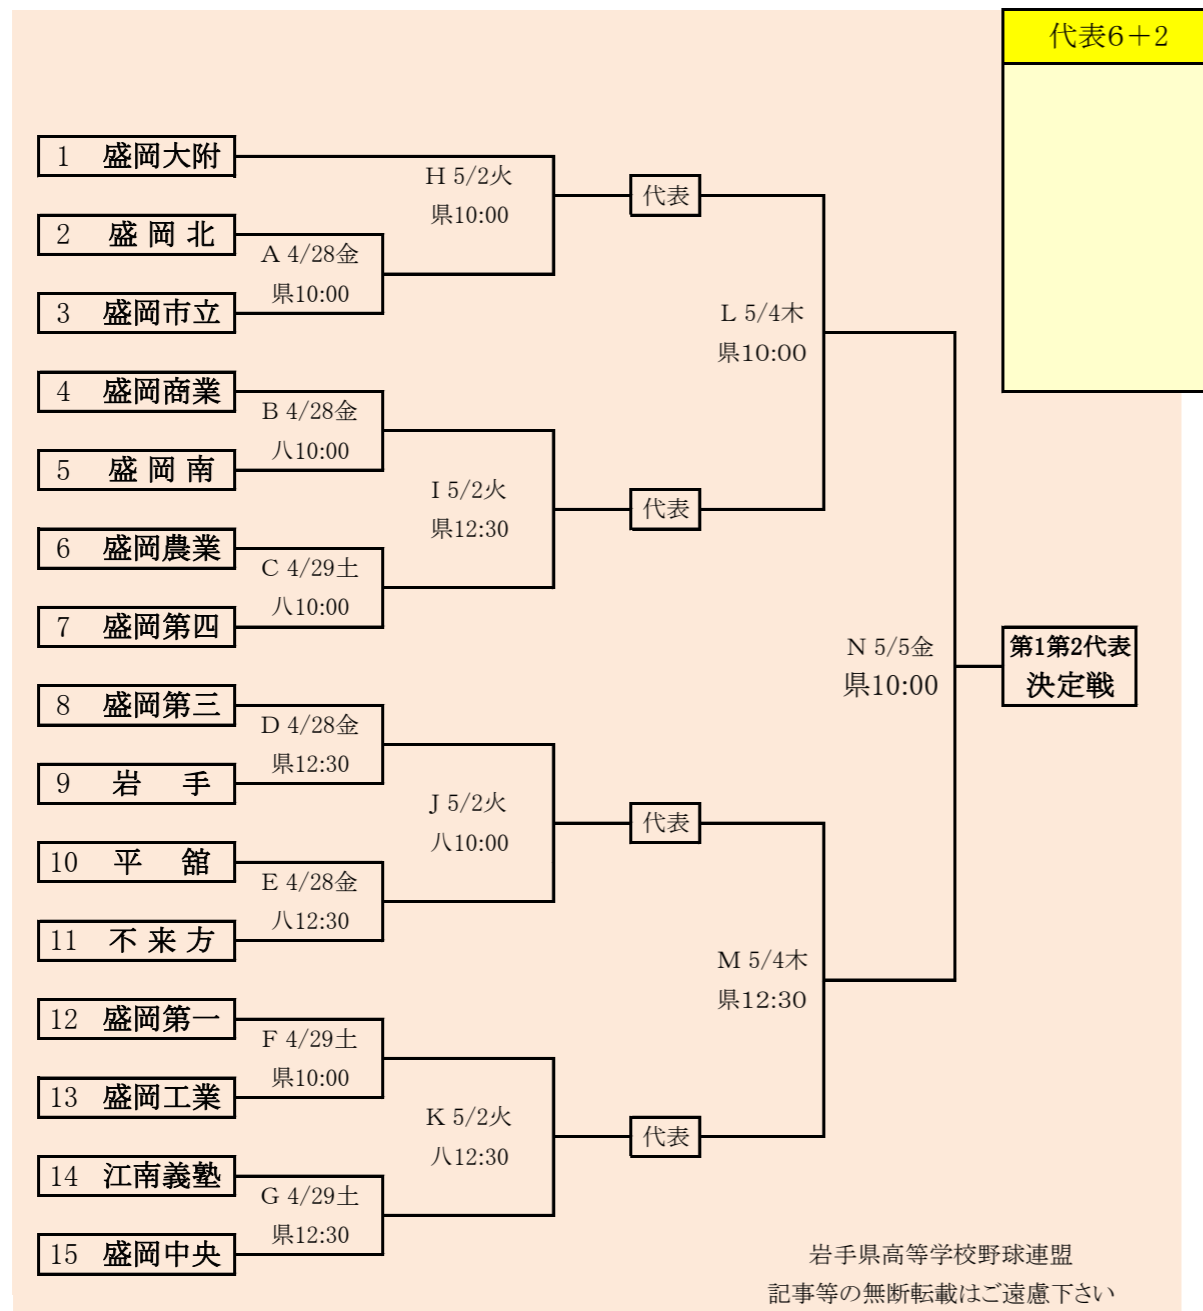 代表6＋2
1 盛岡大附
H 5/2火
県10:00
代表
2 盛岡北
A 4/28金
県10:00
3 盛岡市立
L 5/4木
県10:00
4 盛岡商業
B 4/28金
八10:00
5 盛岡南
I 5/2火
県12:30
代表
6 盛岡農業
C 4/29土
八10:00
7 盛岡第四
N 5/5金
県10:00
第1第2代表
決定戦
8 盛岡第三
D 4/28金
県12:30
9 岩手
J 5/2火
八10:00
代表
10 平舘
E 4/28金
八12:30
11 不来方
M 5/4木
県12:30
12 盛岡第一
F 4/29土
県10:00
13 盛岡工業
K 5/2火
八12:30
代表
14 江南義塾
G 4/29土
県12:30
15 盛岡中央
岩手県高等学校野球連盟
記事等の無断転載はご遠慮下さい